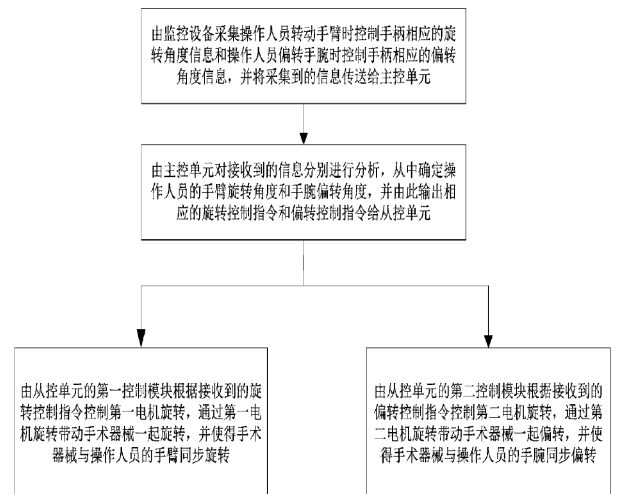 由监控设备采集操作人员转动手臂时控制手柄相应的旋
转角度信息和操作人员偏转手腕时控制手柄相应的偏转
角度信息，并将采集到的信息传送给主控单元
由主控单元对接收到的信息分别进行分析，从中确定操
作人员的手臂旋转角度和手腕偏转角度，并由此输出相
应的旋转控制指令和偏转控制指令给从控单元
由从控单元的第一控制模块根据接收到的旋
转控制指令控制第一电机旋转，通过第一电
机旋转带动手术器械一起旋转，并使得手术
器械与操作人员的手臂同步旋转
由从控单元的第二控制模块根据接收到的
偏转控制指令控制第二电机旋转，通过第
二电机旋转带动手术器械一起偏转，并使
得手术器械与操作人员的手腕同步偏转